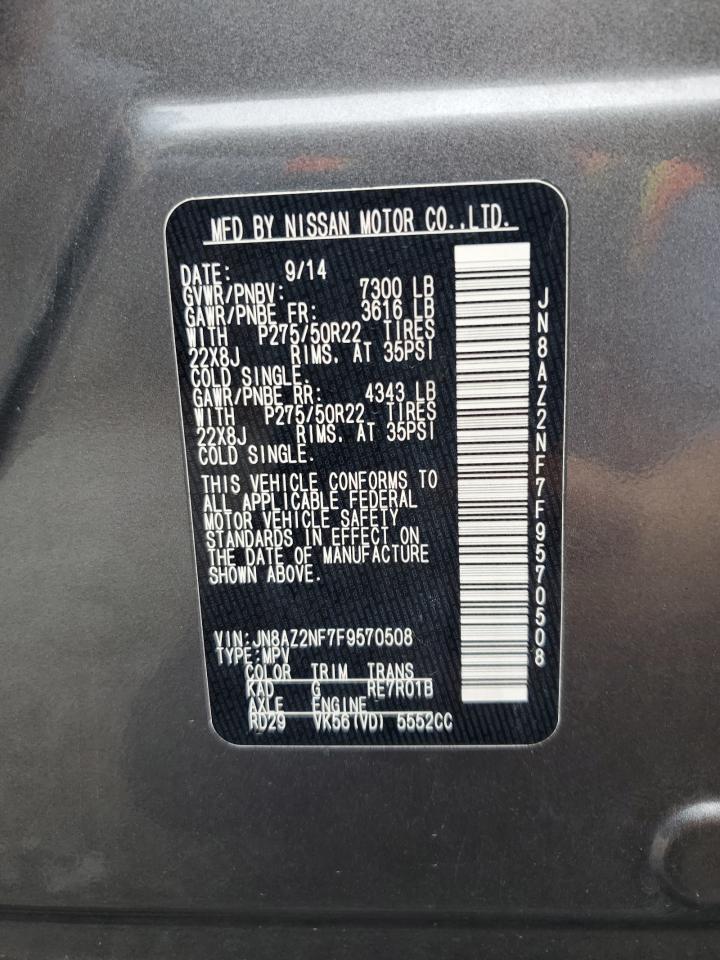 MFD BY NISSAN MOTOR CO.,LTD.
DATE: 9/14
GVWR/PNBV: 7300 LB
GAWR/PNBE FR: 3616 LB
WITH P275/50R22 TIRES
22X8J RIMS. AT 35PSI
COLD SINGLE.
GAWR/PNBE RR: 4343 LB
WITH P275/50R22 TIRES
22X8J RIMS. AT 35PSI
COLD SINGLE.
THIS VEHICLE CONFORMS TO
ALL APPLICABLE FEDERAL
MOTOR VEHICLE SAFETY
STANDARDS IN EFFECT ON
THE DATE OF MANUFACTURE
SHOWN ABOVE.
VIN:JN8AZ2NF7F9570508
TYPE:MPV
COLOR TRIM TRANS
KAD G RE7R01B
AXLE ENGINE
RD29 VK56(VD) 5552CC
JN8AZ2NF7F9570508